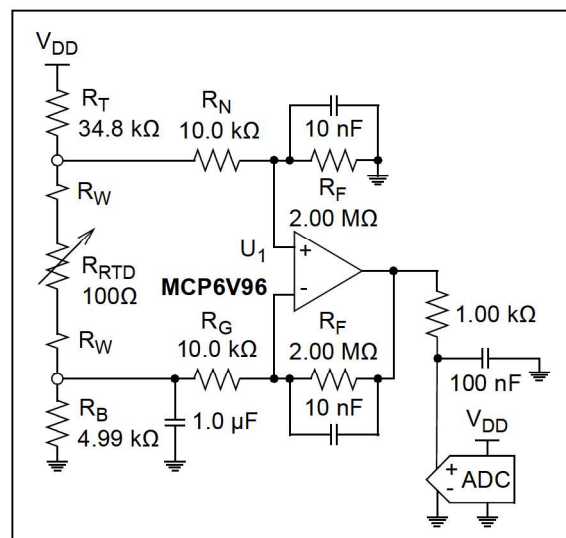 VDD
RT
34.8 kΩ
RN
10.0 kΩ
10 nF
RF
2.00 MΩ
RW
RRTD
100Ω
U1
+
-
MCP6V96
RW
RG
10.0 kΩ
RF
2.00 MΩ
10 nF
1.00 kΩ
100 nF
RB
4.99 kΩ
1.0 µF
VDD
+
-
ADC